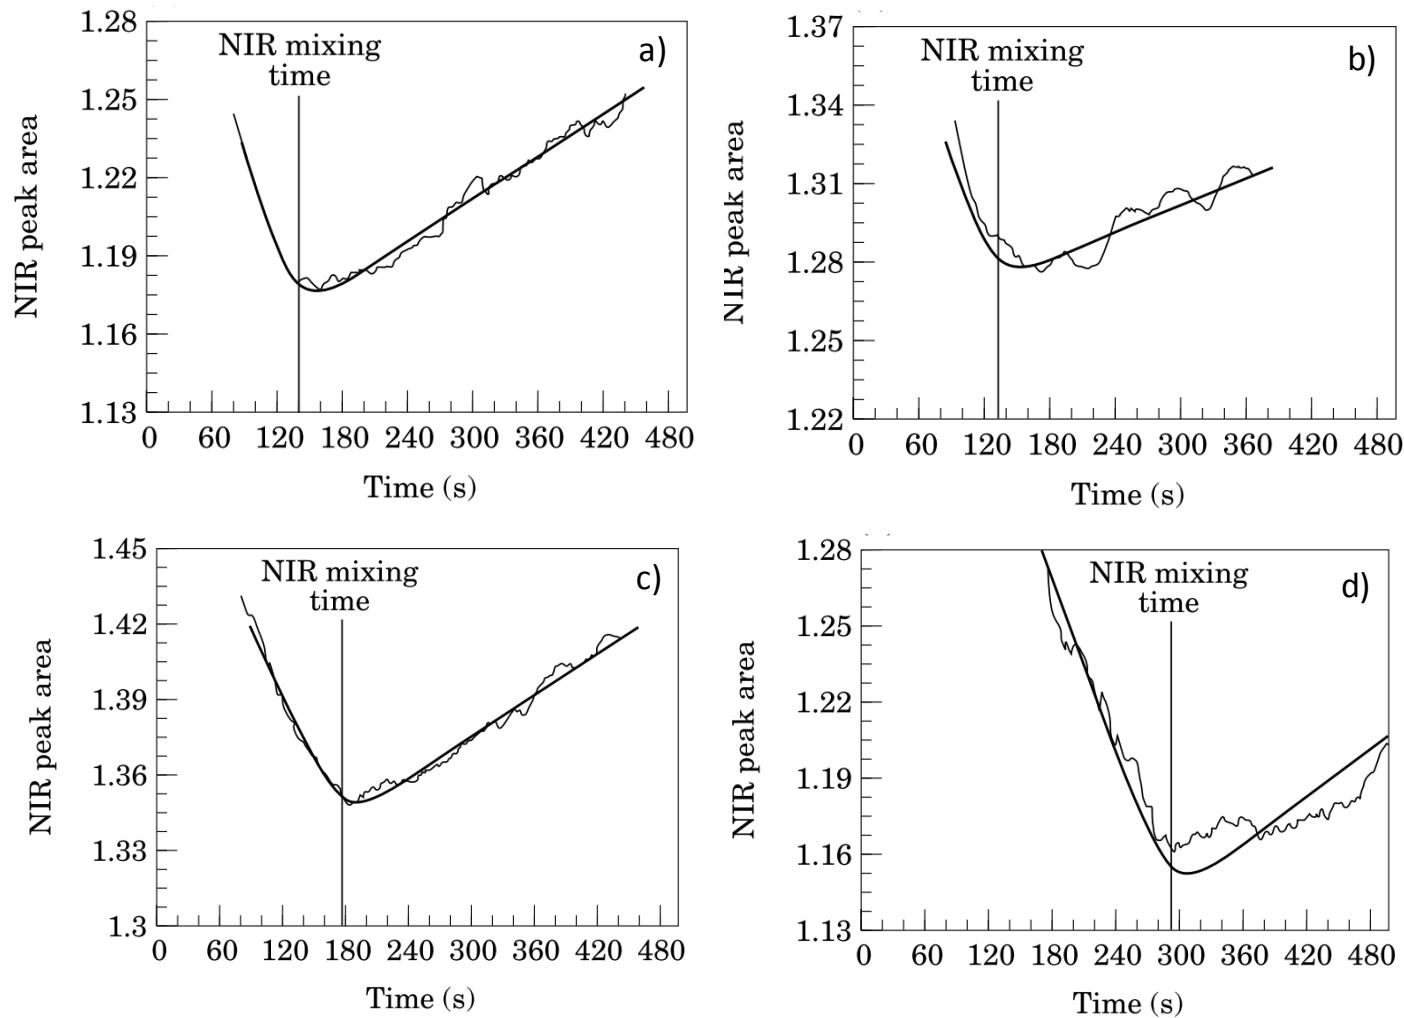 1.28
1.25
1.22
1.19
1.16
1.13
NIR mixing
time
a)
NIR peak area
0 60 120 180 240 300 360 420 480
Time (s)
1.37
1.34
1.31
1.28
1.25
1.22
NIR mixing
time
b)
NIR peak area
0 60 120 180 240 300 360 420 480
Time (s)
1.45
1.42
1.39
1.36
1.33
1.3
NIR mixing
time
c)
NIR peak area
0 60 120 180 240 300 360 420 480
Time (s)
1.28
1.25
1.22
1.19
1.16
1.13
NIR mixing
time
d)
NIR peak area
0 60 120 180 240 300 360 420 480
Time (s)